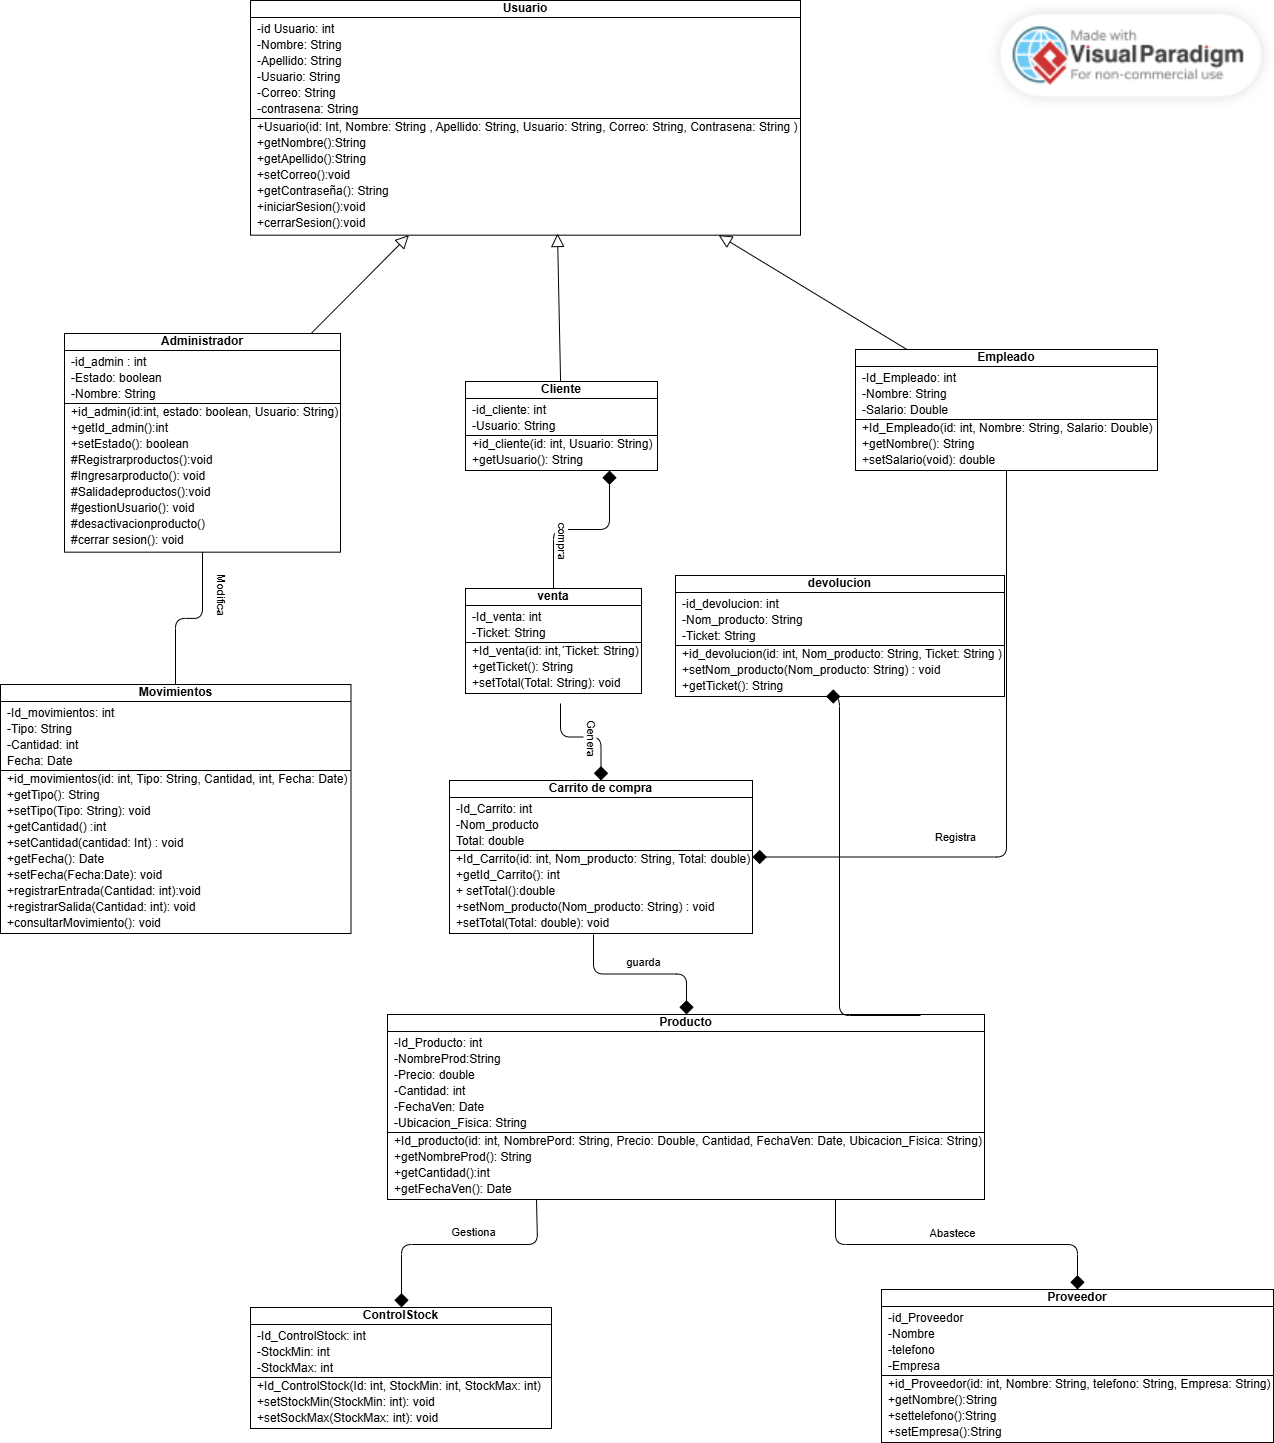 Usuario
-id Usuario: int
-Nombre: String
-Apellido: String
-Usuario: String
-Correo: String
-contrasena: String
+Usuario(id: Int, Nombre: String , Apellido: String, Usuario: String, Correo: String, Contrasena: String )
+getNombre():String
+getApellido():String
+setCorreo():void
+getContraseña(): String
+iniciarSesion():void
+cerrarSesion():void
Made with
Visual Paradigm
For non-commercial use
Administrador
-id_admin : int
-Estado: boolean
-Nombre: String
+id_admin(id:int, estado: boolean, Usuario: String)
+getId_admin():int
+setEstado(): boolean
#Registrarproductos():void
#Ingresarproducto(): void
#Salidadeproductos():void
#gestionUsuario(): void
#desactivacionproducto()
#cerrar sesion(): void
Cliente
-id_cliente: int
-Usuario: String
+id_cliente(id: int, Usuario: String)
+getUsuario(): String
Empleado
-Id_Empleado: int
-Nombre: String
-Salario: Double
+Id_Empleado(id: int, Nombre: String, Salario: Double)
+getNombre(): String
+setSalario(void): double
compra
Modifica
venta
-Id_venta: int
-Ticket: String
+Id_venta(id: int,´Ticket: String)
+getTicket(): String
+setTotal(Total: String): void
devolucion
-id_devolucion: int
-Nom_producto: String
-Ticket: String
+id_devolucion(id: int, Nom_producto: String, Ticket: String )
+setNom_producto(Nom_producto: String) : void
+getTicket(): String
Movimientos
-Id_movimientos: int
-Tipo: String
-Cantidad: int
Fecha: Date
+id_movimientos(id: int, Tipo: String, Cantidad, int, Fecha: Date)
+getTipo(): String
+setTipo(Tipo: String): void
+getCantidad() :int
+setCantidad(cantidad: Int) : void
+getFecha(): Date
+setFecha(Fecha:Date): void
+registrarEntrada(Cantidad: int):void
+registrarSalida(Cantidad: int): void
+consultarMovimiento(): void
Genera
Carrito de compra
-Id_Carrito: int
-Nom_producto
Total: double
+Id_Carrito(id: int, Nom_producto: String, Total: double)
+getId_Carrito(): int
+ setTotal():double
+setNom_producto(Nom_producto: String) : void
+setTotal(Total: double): void
Registra
guarda
Producto
-Id_Producto: int
-NombreProd:String
-Precio: double
-Cantidad: int
-FechaVen: Date
-Ubicacion_Fisica: String
+Id_producto(id: int, NombrePord: String, Precio: Double, Cantidad, FechaVen: Date, Ubicacion_Fisica: String)
+getNombreProd(): String
+getCantidad():int
+getFechaVen(): Date
Gestiona
Abastece
ControlStock
-Id_ControlStock: int
-StockMin: int
-StockMax: int
+Id_ControlStock(Id: int, StockMin: int, StockMax: int)
+setStockMin(StockMin: int): void
+setSockMax(StockMax: int): void
Proveedor
-id_Proveedor
-Nombre
-telefono
-Empresa
+id_Proveedor(id: int, Nombre: String, telefono: String, Empresa: String)
+getNombre():String
+settelefono():String
+setEmpresa():String